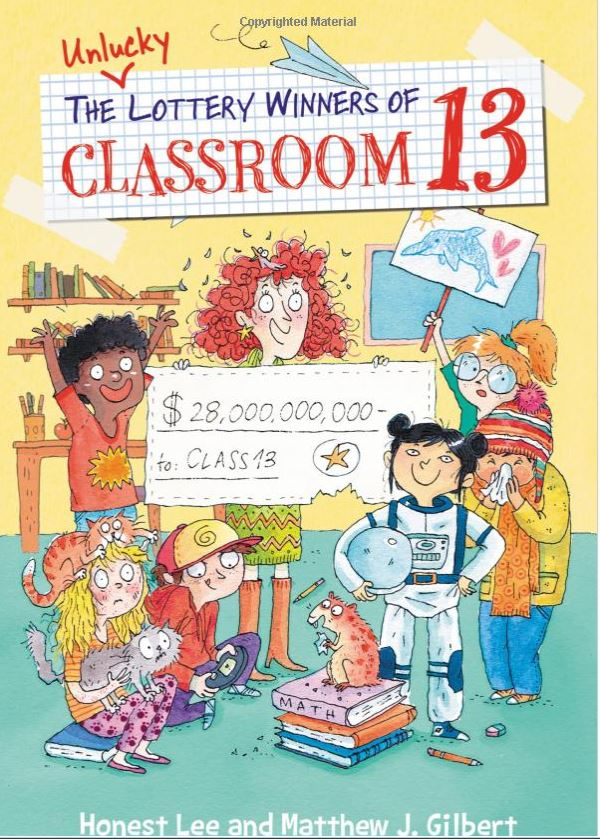 Copyrighted Material
Unlucky
THE LOTTERY WINNERS OF
CLASSROOM 13
$ 28,000,000,000-
to: CLASS 13
MATH
Honest Lee and Matthew J. Gilbert